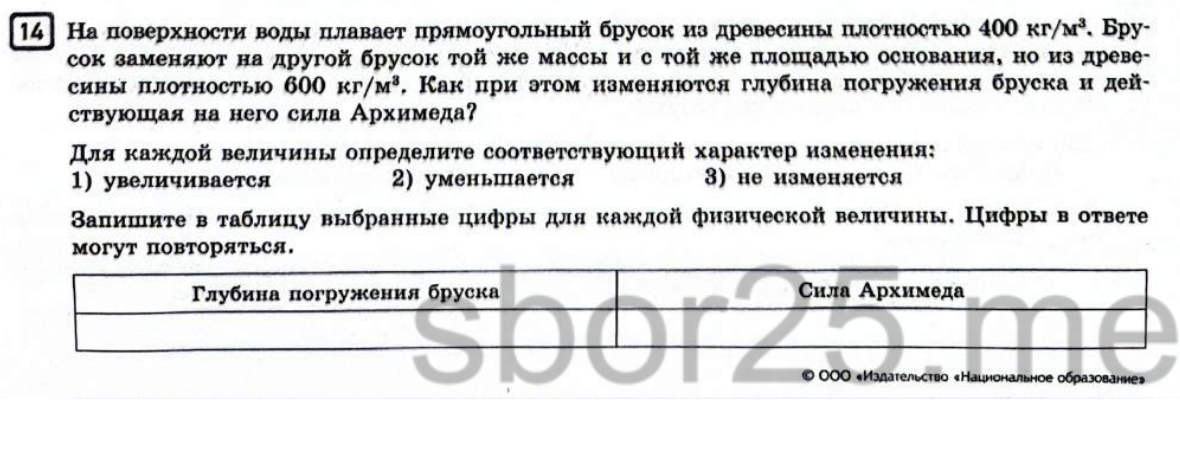 14 На поверхности воды плавает прямоугольный брусок из древесины плотностью 400 кг/м³. Бру-
сок заменяют на другой брусок той же массы и с той же площадью основания, но из древе-
сины плотностью 600 кг/м³. Как при этом изменяются глубина погружения бруска и дей-
ствующая на него сила Архимеда?
Для каждой величины определите соответствующий характер изменения:
1) увеличивается 2) уменьшается 3) не изменяется
Запишите в таблицу выбранные цифры для каждой физической величины. Цифры в ответе
могут повторяться.
Глубина погружения бруска Сила Архимеда
sbor25.me
© ООО «Издательство «Национальное образование»